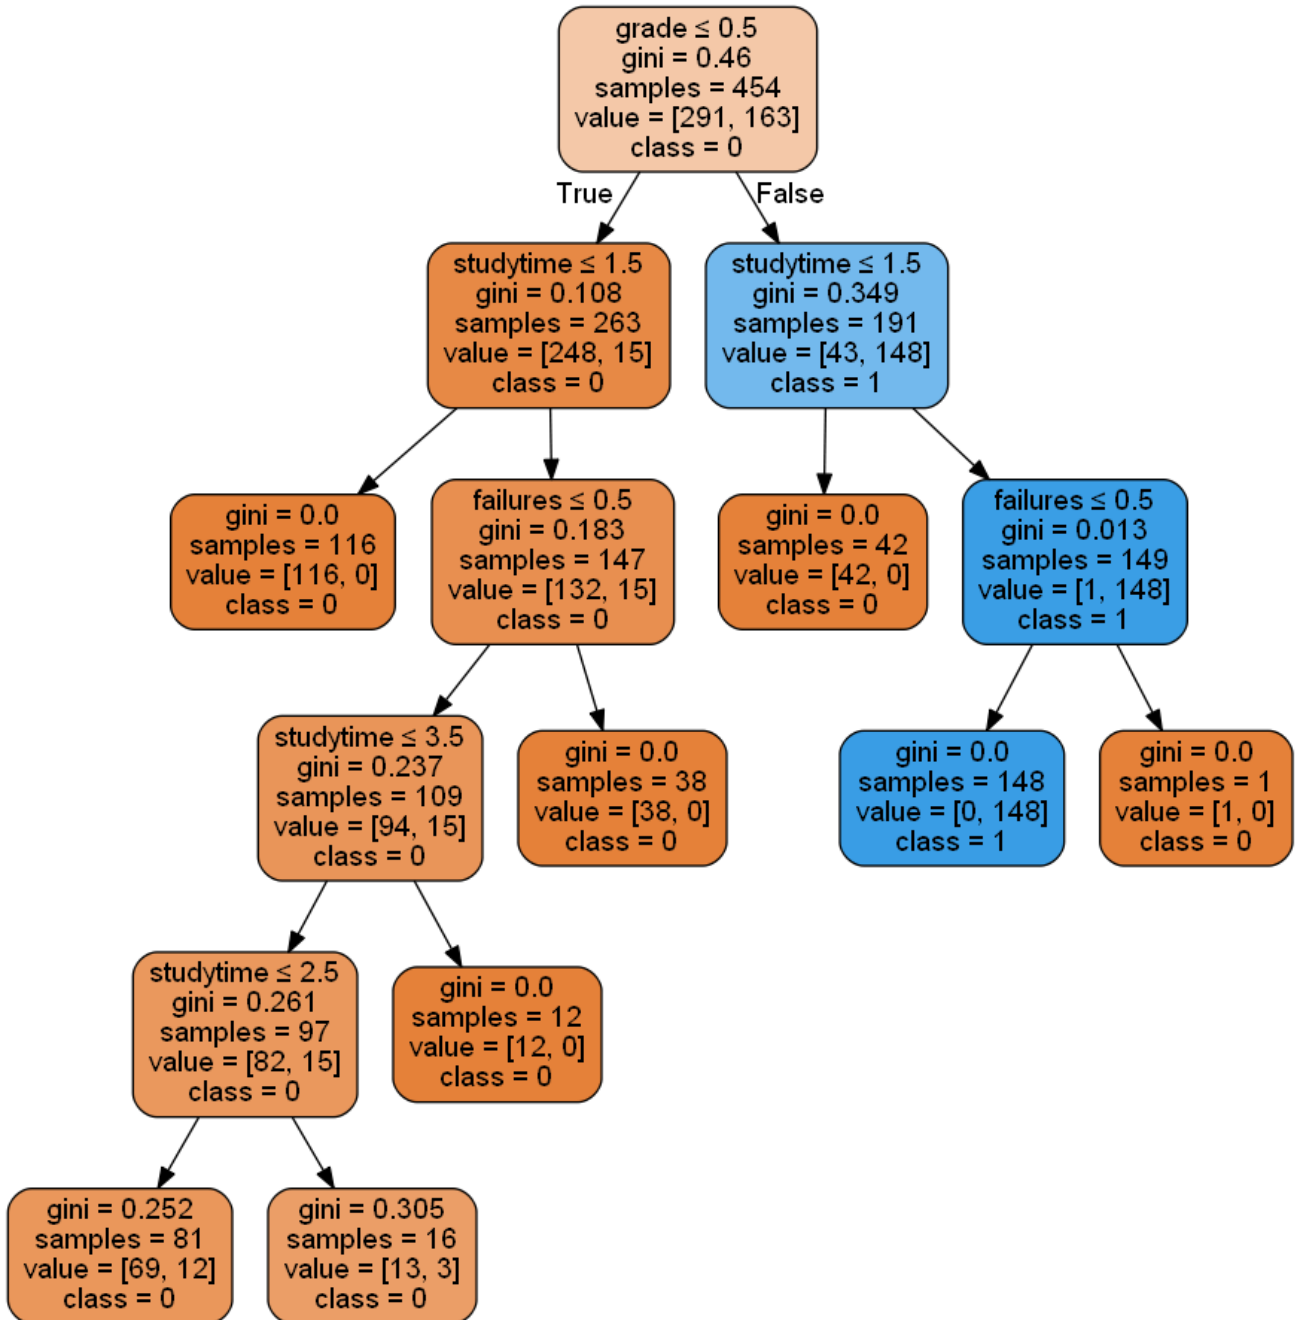 grade ≤ 0.5
gini = 0.46
samples = 454
value = [291, 163]
class = 0
True
False
studytime ≤ 1.5
gini = 0.108
samples = 263
value = [248, 15]
class = 0
studytime ≤ 1.5
gini = 0.349
samples = 191
value = [43, 148]
class = 1
gini = 0.0
samples = 116
value = [116, 0]
class = 0
failures ≤ 0.5
gini = 0.183
samples = 147
value = [132, 15]
class = 0
gini = 0.0
samples = 42
value = [42, 0]
class = 0
failures ≤ 0.5
gini = 0.013
samples = 149
value = [1, 148]
class = 1
studytime ≤ 3.5
gini = 0.237
samples = 109
value = [94, 15]
class = 0
gini = 0.0
samples = 38
value = [38, 0]
class = 0
gini = 0.0
samples = 148
value = [0, 148]
class = 1
gini = 0.0
samples = 1
value = [1, 0]
class = 0
studytime ≤ 2.5
gini = 0.261
samples = 97
value = [82, 15]
class = 0
gini = 0.0
samples = 12
value = [12, 0]
class = 0
gini = 0.252
samples = 81
value = [69, 12]
class = 0
gini = 0.305
samples = 16
value = [13, 3]
class = 0